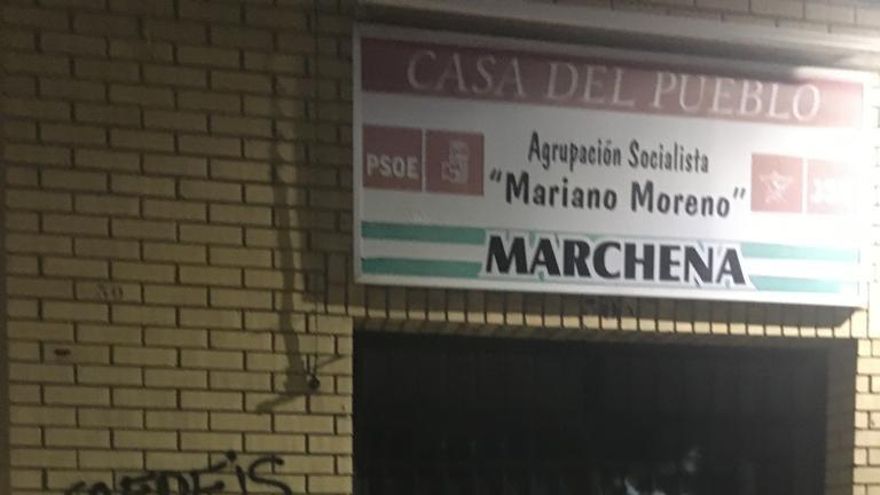 CASA DEL PUEBLO
PSOE
Agrupación Socialista
"Mariano Moreno"
MARCHENA